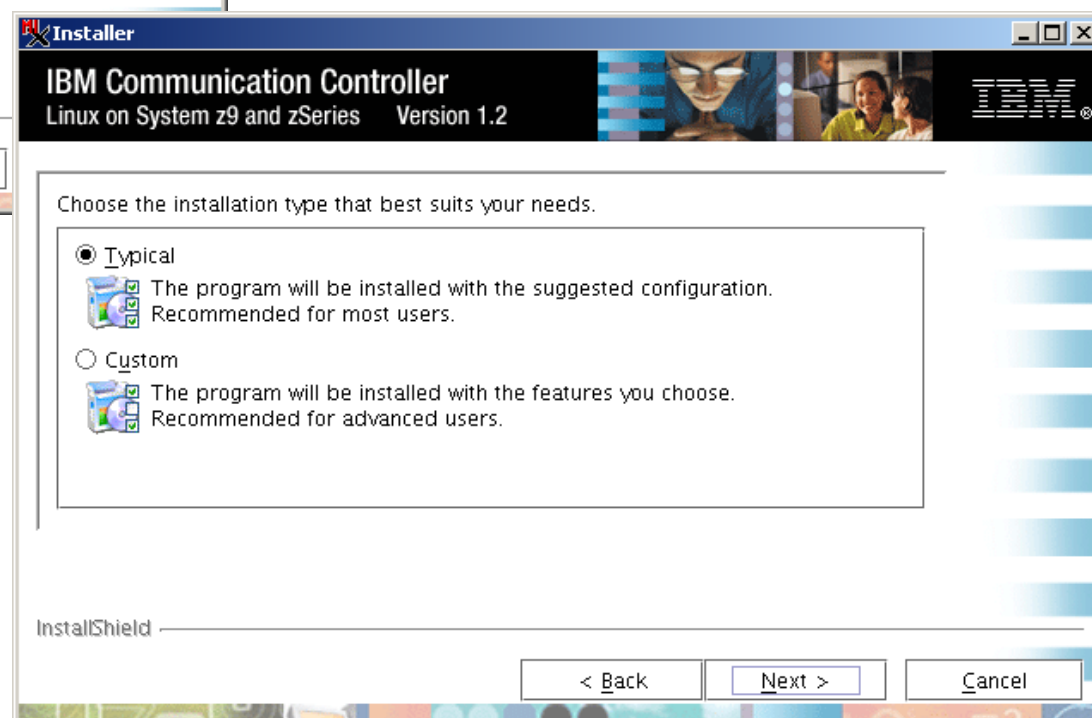 Installer
IBM Communication Controller
Linux on System z9 and zSeries Version 1.2
IBM®
Choose the installation type that best suits your needs.
Typical
The program will be installed with the suggested configuration.
Recommended for most users.
Custom
The program will be installed with the features you choose.
Recommended for advanced users.
InstallShield
< Back
Next >
Cancel